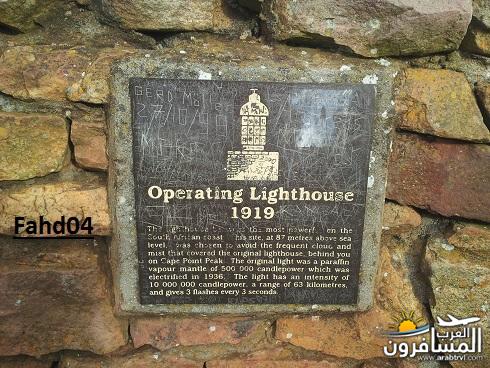 Operating Lighthouse
1919
The lighthouse is the most powerful on the
South African coast. This site, at 87 metres above sea
level, was chosen to avoid the frequent cloud and
mist that covered the original lighthouse, behind you
on Cape Point Peak. The original light was a paraffin
vapour mantle of 500 000 candlepower which was
electrified in 1936. The light has an intensity of
10 000 000 candlepower, a range of 63 kilometres,
and gives 3 flashes every 3 seconds.
Fahd04
العرب
المسافرون
www.arabtrvl.com